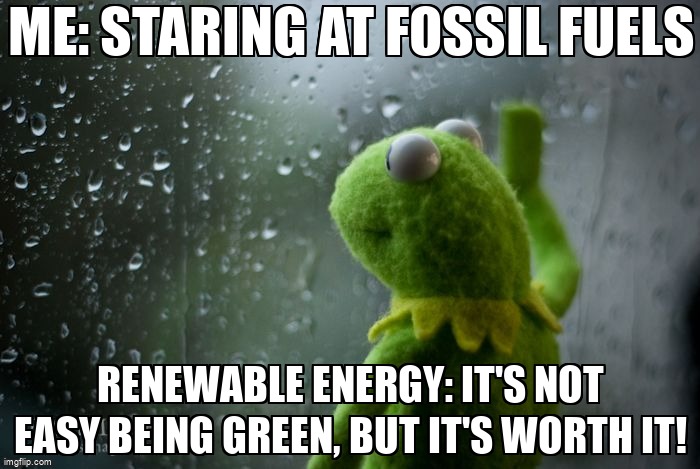 ME: STARING AT FOSSIL FUELS
RENEWABLE ENERGY: IT'S NOT
EASY BEING GREEN, BUT IT'S WORTH IT!
imgflip.com